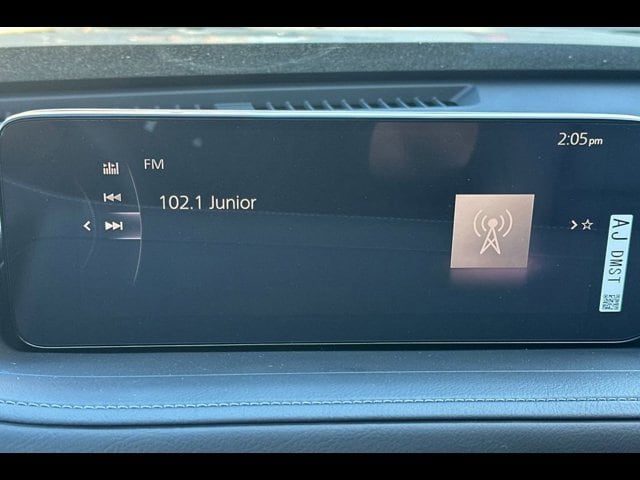 2:05pm
FM
102.1 Junior
AJ DMST